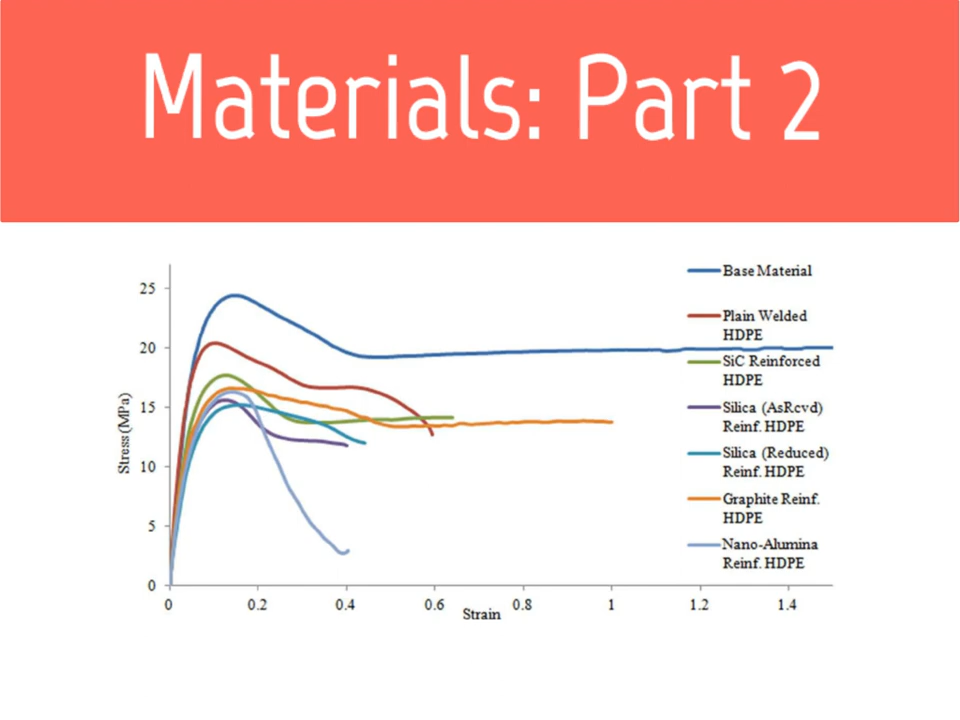 Materials: Part 2
Base Material
Plain Welded
HDPE
SiC Reinforced
HDPE
Silica (AsRcvd)
Reinf. HDPE
Silica (Reduced)
Reinf. HDPE
Graphite Reinf.
HDPE
Nano-Alumina
Reinf. HDPE
Stress (MPa)
25
20
15
10
5
0
0 0.2 0.4 0.6 0.8 1 1.2 1.4
Strain